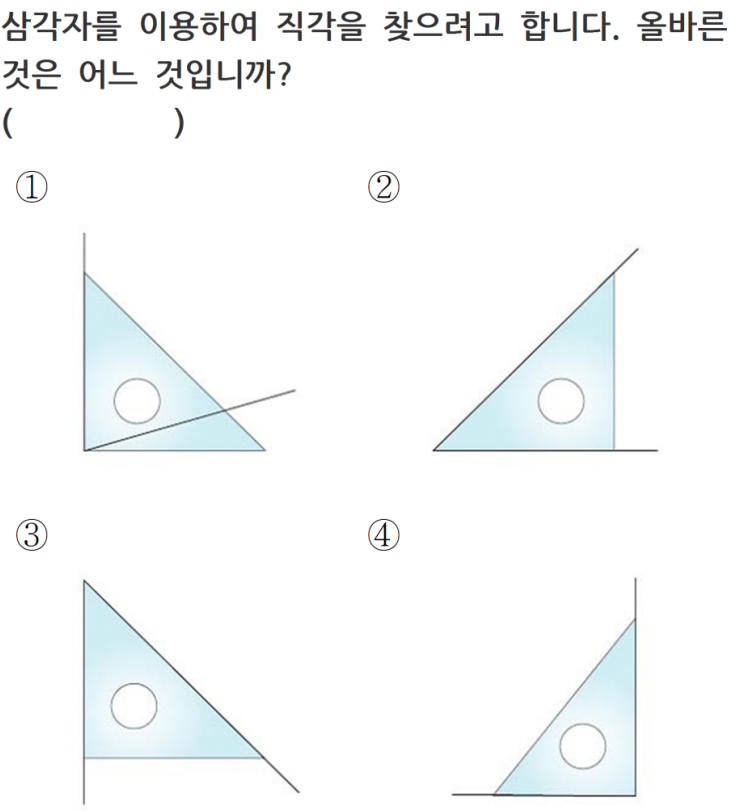 삼각자를 이용하여 직각을 찾으려고 합니다. 올바른
것은 어느 것입니까?
(          )
①
②
③
④